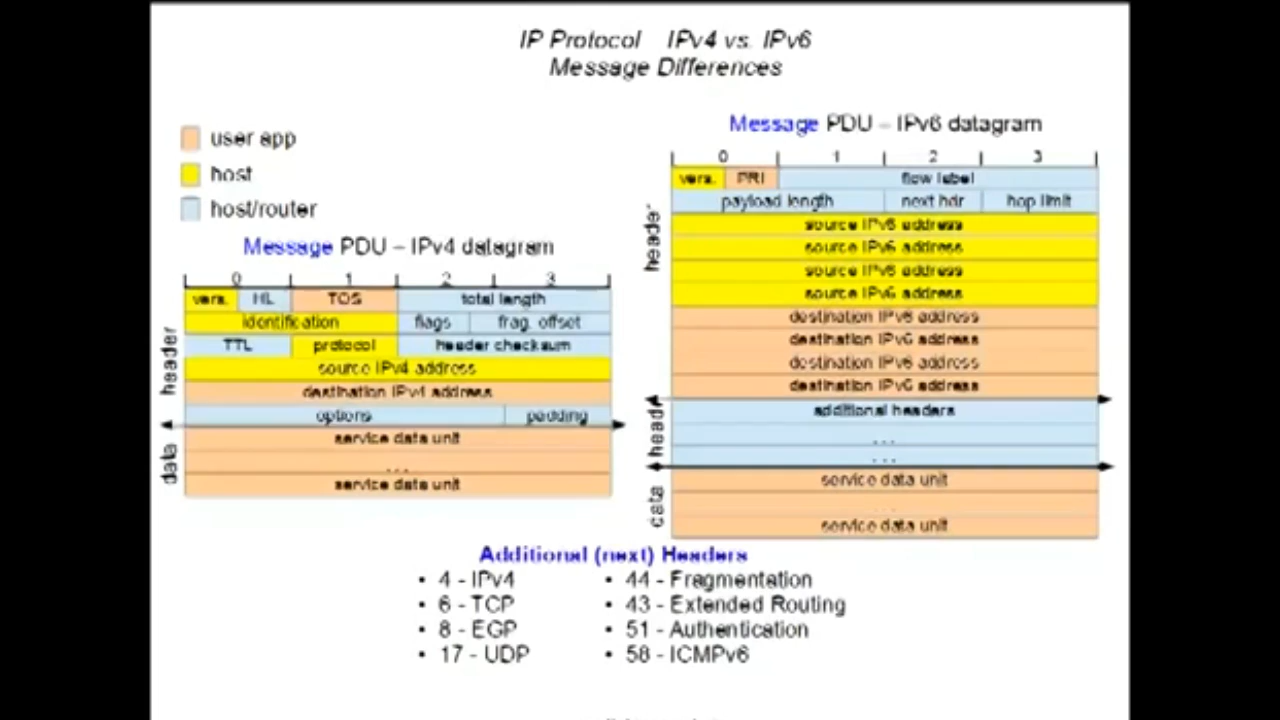 IP Protocol IPv4 vs. IPv6
Message Differences
user app
host
host/router
Message PDU – IPv4 datagram
0 1 2 3
vers. HL TOS total length
identification flags frag. offset
TTL protocol header checksum
source IPv4 address
destination IPv4 address
options padding
service data unit
...
service data unit
header
data
Message PDU – IPv6 datagram
0 1 2 3
vers. PRI flow label
payload length next hdr hop limit
source IPv6 address
source IPv6 address
source IPv6 address
source IPv6 address
destination IPv6 address
destination IPv6 address
destination IPv6 address
destination IPv6 address
additional headers
...
...
service data unit
...
service data unit
header
header
data
Additional (next) Headers
• 4 - IPv4
• 6 - TCP
• 8 - EGP
• 17 - UDP
• 44 - Fragmentation
• 43 - Extended Routing
• 51 - Authentication
• 58 - ICMPv6